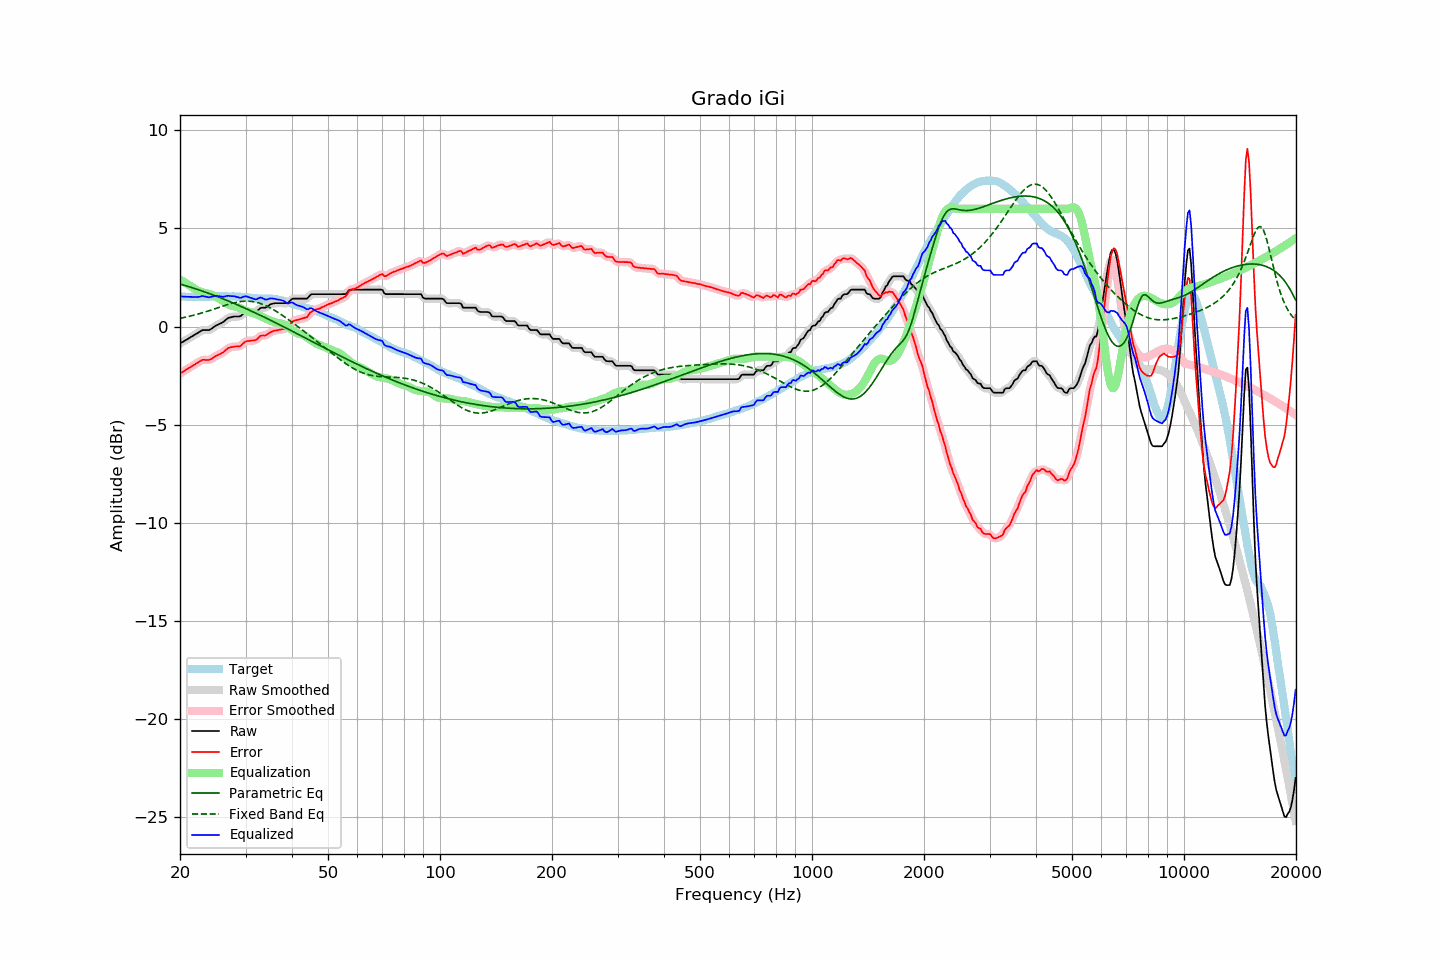 Grado iGi
10
5
0
−5
−10
−15
−20
−25
Amplitude (dBr)
Target
Raw Smoothed
Error Smoothed
Raw
Error
Equalization
Parametric Eq
Fixed Band Eq
Equalized
20 50 100 200 500 1000 2000 5000 10000 20000
Frequency (Hz)